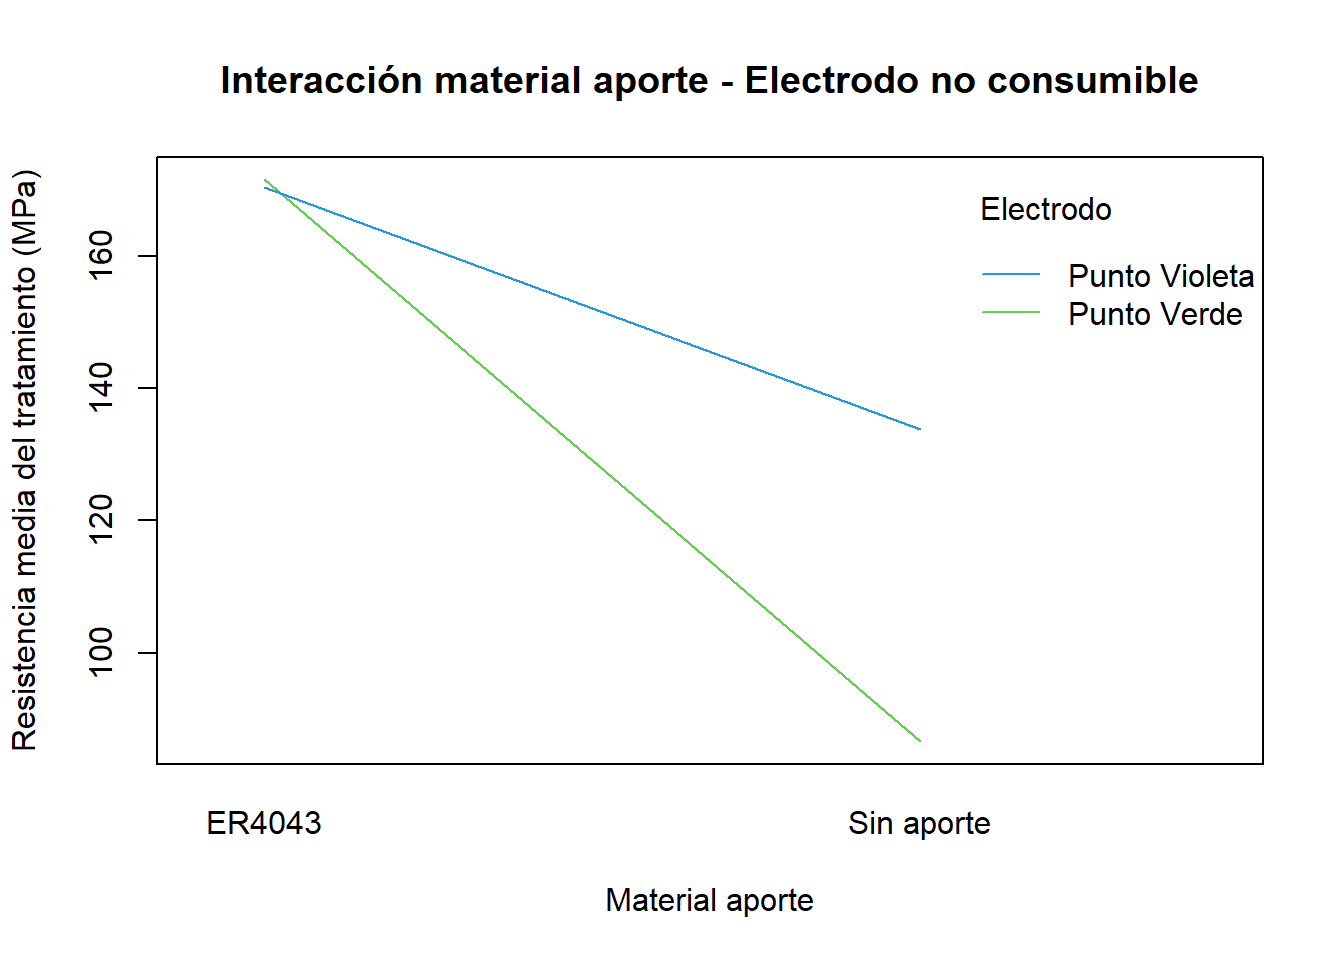 Interacción material aporte - Electrodo no consumible
Resistencia media del tratamiento (MPa)
160
140
120
100
Electrodo
Punto Violeta
Punto Verde
ER4043
Sin aporte
Material aporte